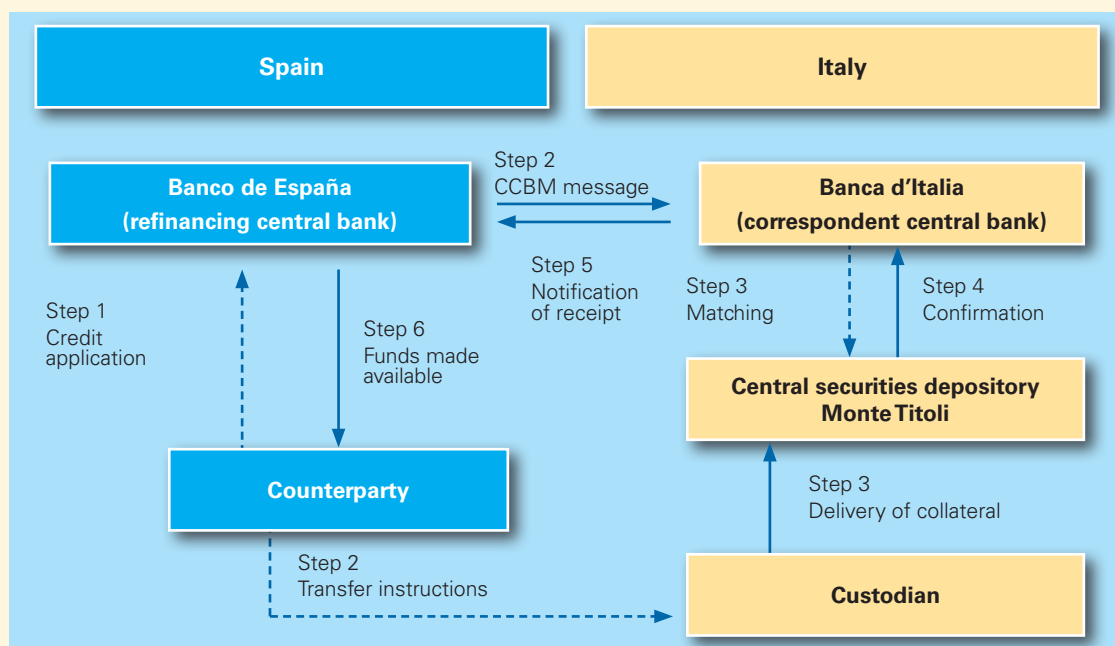 Spain
Italy
Banco de España
(refinancing central bank)
Step 2
CCBM message
Banca d'Italia
(correspondent central bank)
Step 1
Credit
application
Step 6
Funds made
available
Step 5
Notification
of receipt
Step 3
Matching
Step 4
Confirmation
Central securities depository
Monte Titoli
Counterparty
Step 3
Delivery of collateral
Step 2
Transfer instructions
Custodian